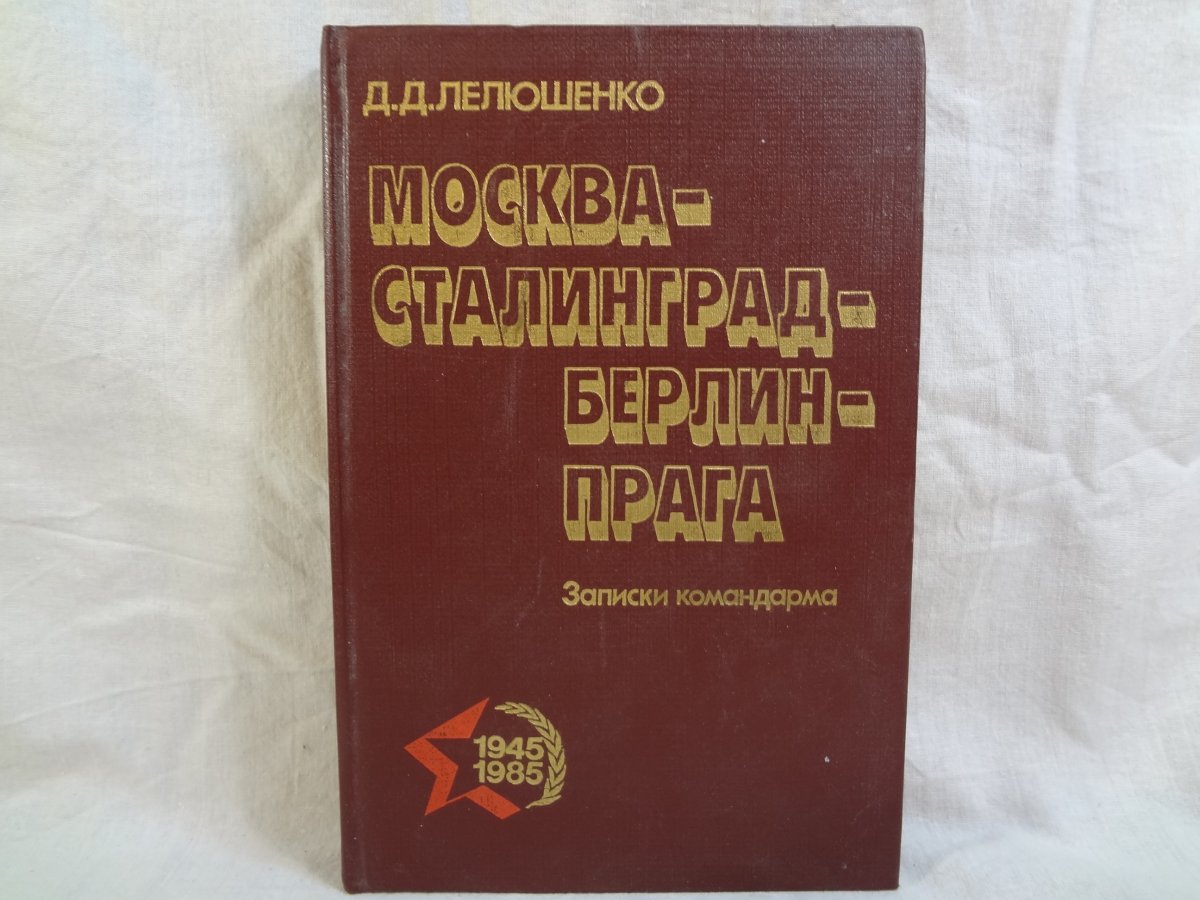 Д.Д.ЛЕЛЮШЕНКО
МОСКВА-
СТАЛИНГРАД-
БЕРЛИН-
ПРАГА
Записки командарма
1945
1985